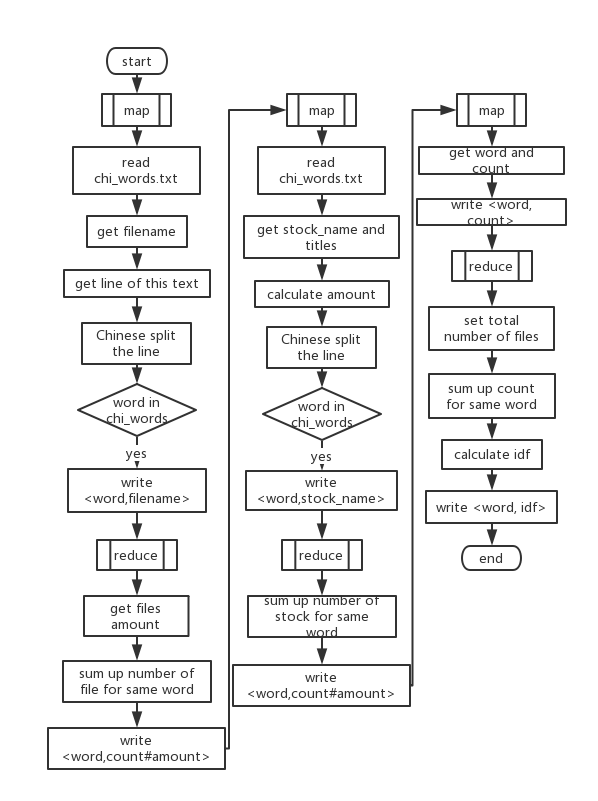 start
map
read
chi_words.txt
get filename
get line of this text
Chinese split
the line
word in
chi_words
yes
write
<word,filename>
reduce
get files
amount
sum up number of
file for same word
write
<word,count#amount>
map
read
chi_words.txt
get stock_name and
titles
calculate amount
Chinese split
the line
word in
chi_words
yes
write
<word,stock_name>
reduce
sum up number of
stock for same
word
write
<word,count#amount>
map
get word and
count
write <word,
count>
reduce
set total
number of files
sum up count
for same word
calculate idf
write <word, idf>
end